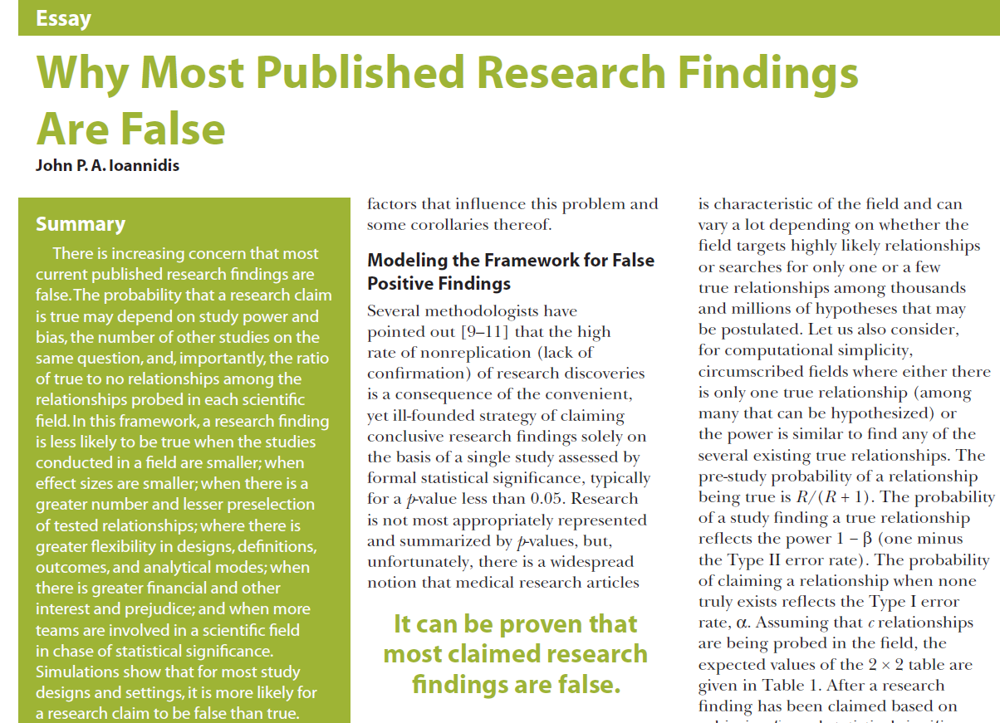 Essay
Why Most Published Research Findings
Are False
John P. A. Ioannidis
Summary
There is increasing concern that most
current published research findings are
false. The probability that a research claim
is true may depend on study power and
bias, the number of other studies on the
same question, and, importantly, the ratio
of true to no relationships among the
relationships probed in each scientific
field. In this framework, a research finding
is less likely to be true when the studies
conducted in a field are smaller; when
effect sizes are smaller; when there is a
greater number and lesser preselection
of tested relationships; where there is
greater flexibility in designs, definitions,
outcomes, and analytical modes; when
there is greater financial and other
interest and prejudice; and when more
teams are involved in a scientific field
in chase of statistical significance.
Simulations show that for most study
designs and settings, it is more likely for
a research claim to be false than true.
factors that influence this problem and
some corollaries thereof.
Modeling the Framework for False
Positive Findings
Several methodologists have
pointed out [9–11] that the high
rate of nonreplication (lack of
confirmation) of research discoveries
is a consequence of the convenient,
yet ill-founded strategy of claiming
conclusive research findings solely on
the basis of a single study assessed by
formal statistical significance, typically
for a p-value less than 0.05. Research
is not most appropriately represented
and summarized by p-values, but,
unfortunately, there is a widespread
notion that medical research articles
It can be proven that
most claimed research
findings are false.
is characteristic of the field and can
vary a lot depending on whether the
field targets highly likely relationships
or searches for only one or a few
true relationships among thousands
and millions of hypotheses that may
be postulated. Let us also consider,
for computational simplicity,
circumscribed fields where either there
is only one true relationship (among
many that can be hypothesized) or
the power is similar to find any of the
several existing true relationships. The
pre-study probability of a relationship
being true is R/(R + 1). The probability
of a study finding a true relationship
reflects the power 1 − β (one minus
the Type II error rate). The probability
of claiming a relationship when none
truly exists reflects the Type I error
rate, α. Assuming that c relationships
are being probed in the field, the
expected values of the 2 × 2 table are
given in Table 1. After a research
finding has been claimed based on